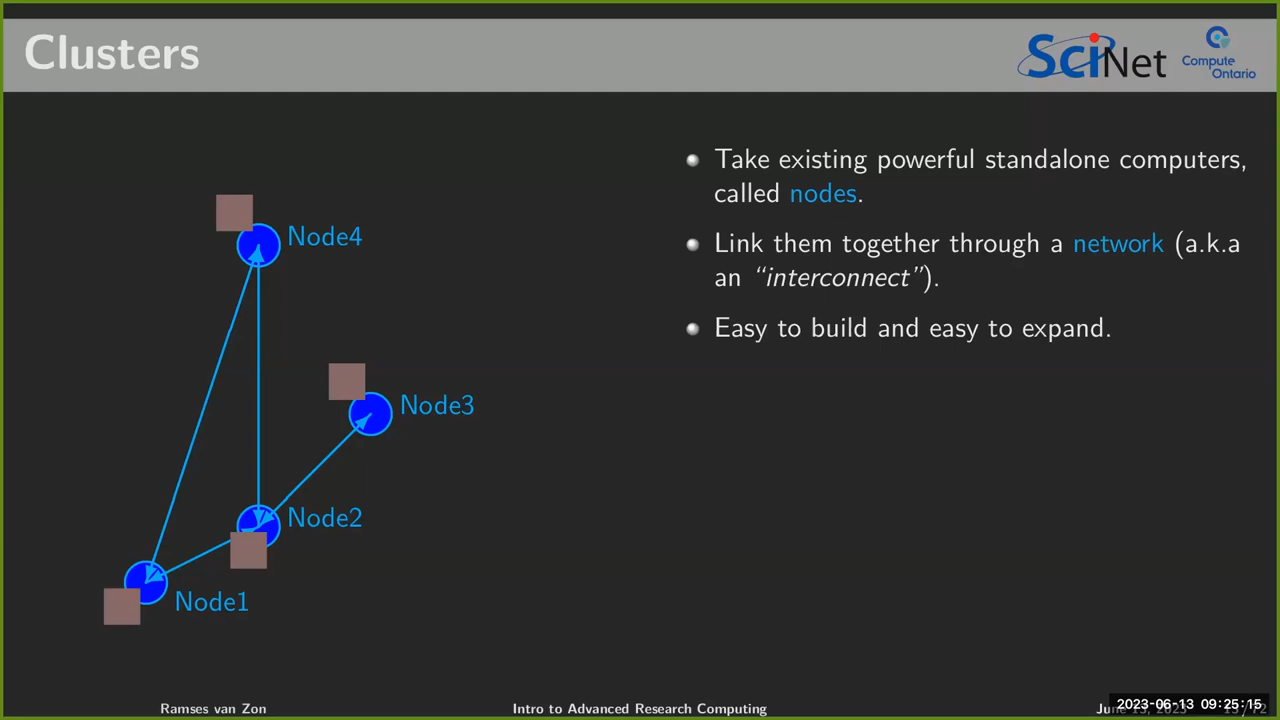 Clusters
SciNet
Compute
Ontario
Take existing powerful standalone computers,
called nodes.
Link them together through a network (a.k.a
an “interconnect”).
Easy to build and easy to expand.
Node4
Node3
Node2
Node1
Ramses van Zon
Intro to Advanced Research Computing
2023-06-13 09:25:15